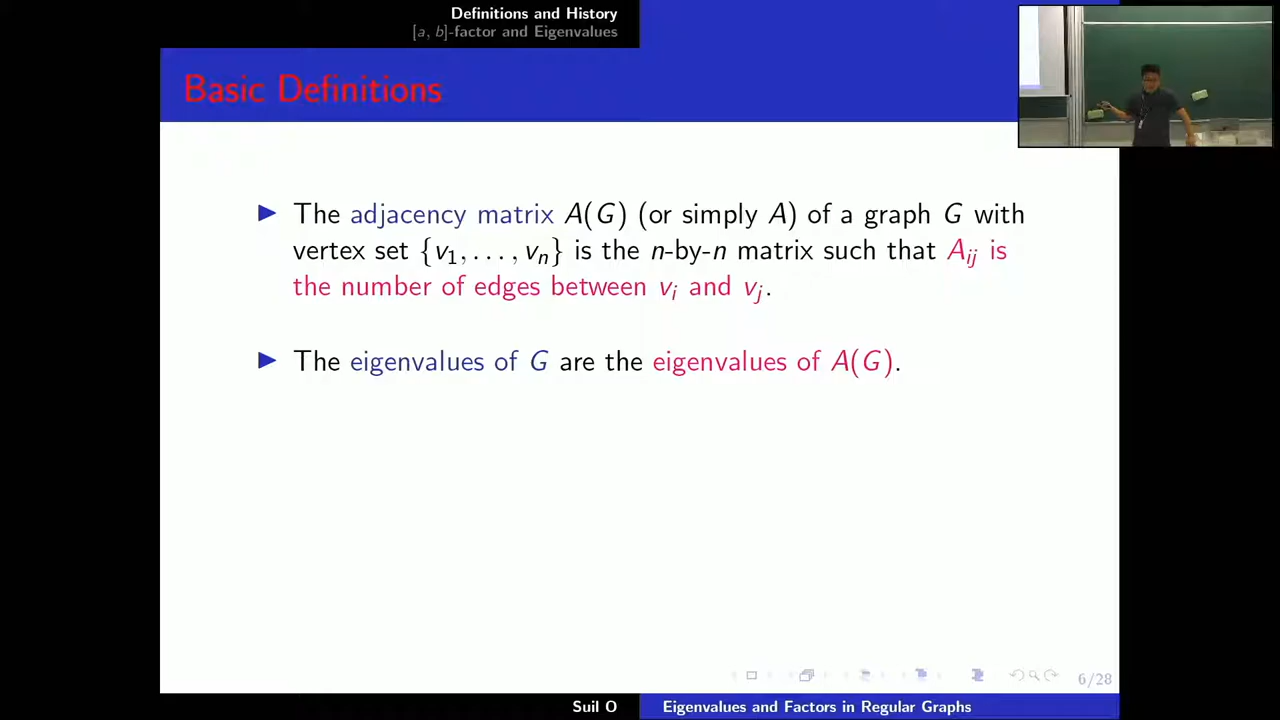 Definitions and History
[a, b]-factor and Eigenvalues
Basic Definitions
The adjacency matrix A(G) (or simply A) of a graph G with
vertex set {v₁, . . . , vₙ} is the n-by-n matrix such that Aᵢⱼ is
the number of edges between vᵢ and vⱼ.
The eigenvalues of G are the eigenvalues of A(G).
6/28
Suil O
Eigenvalues and Factors in Regular Graphs